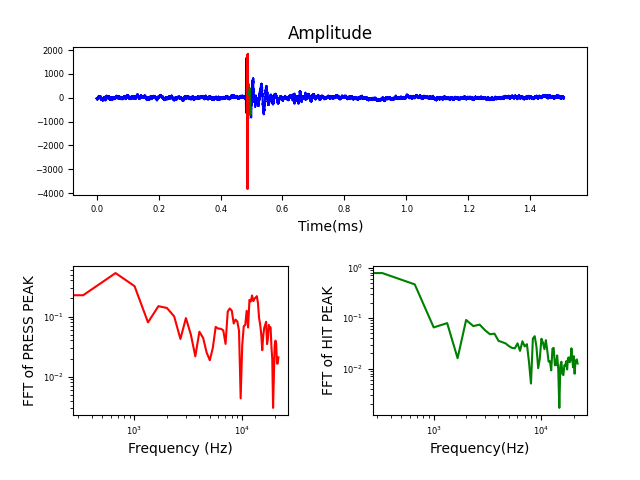 Amplitude
2000
1000
0
−1000
−2000
−3000
−4000
0.0 0.2 0.4 0.6 0.8 1.0 1.2 1.4
Time(ms)
FFT of PRESS PEAK
10⁻¹
10⁻²
10³ 10⁴
Frequency (Hz)
FFT of HIT PEAK
10⁰
10⁻¹
10⁻²
10³ 10⁴
Frequency(Hz)